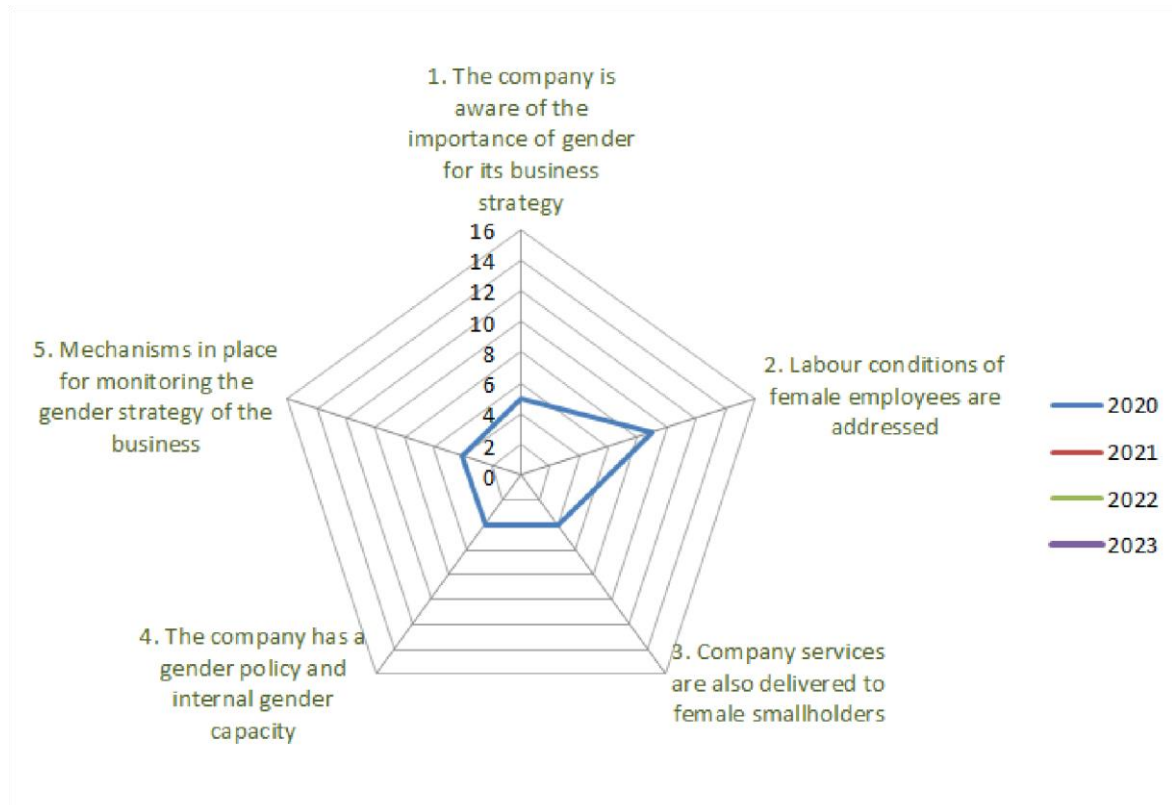 1. The company is
aware of the
importance of gender
for its business
strategy
16
14
12
10
8
6
4
2
0
5. Mechanisms in place
for monitoring the
gender strategy of the
business
2. Labour conditions of
female employees are
addressed
2020
2021
2022
2023
4. The company has a
gender policy and
internal gender
capacity
3. Company services
are also delivered to
female smallholders